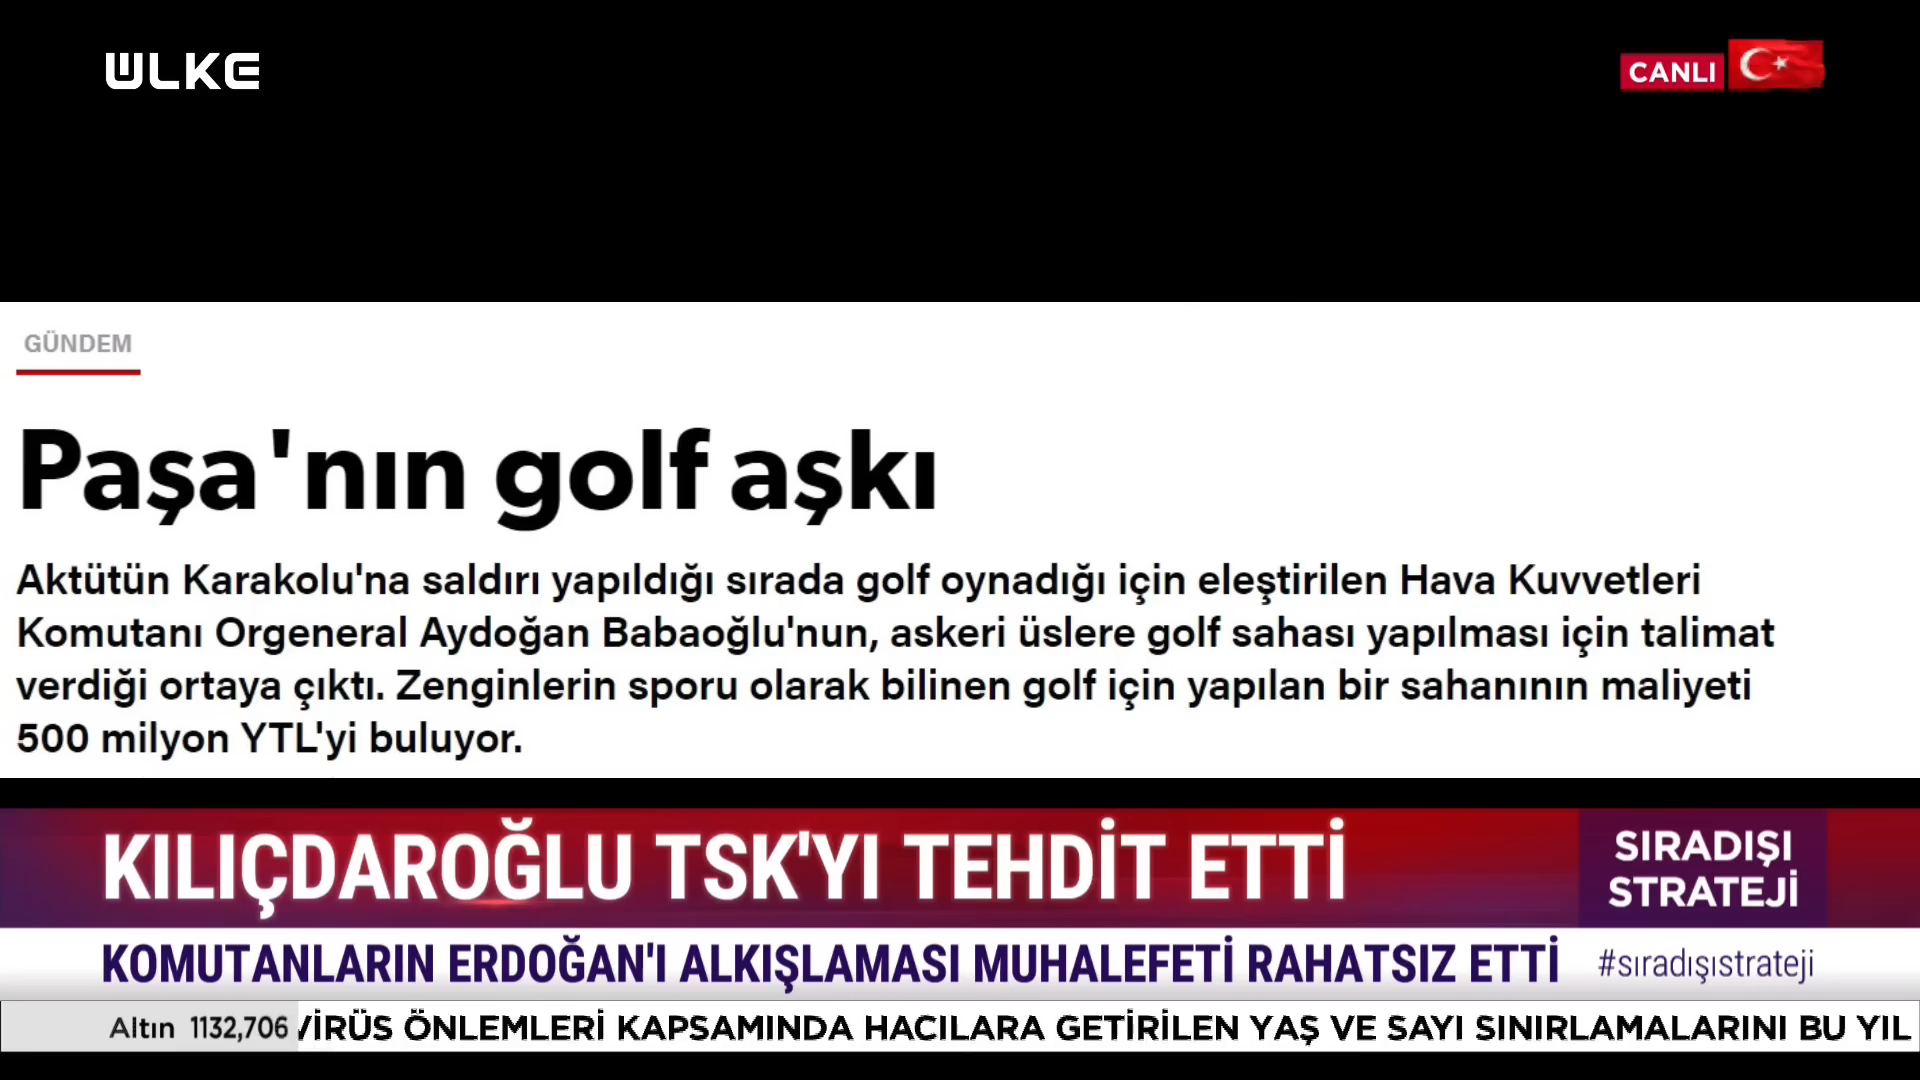 ÜLKE
CANLI
GÜNDEM
Paşa'nın golf aşkı
Aktütün Karakolu'na saldırı yapıldığı sırada golf oynadığı için eleştirilen Hava Kuvvetleri
Komutanı Orgeneral Aydoğan Babaoğlu'nun, askeri üslere golf sahası yapılması için talimat
verdiği ortaya çıktı. Zenginlerin sporu olarak bilinen golf için yapılan bir sahanının maliyeti
500 milyon YTL'yi buluyor.
KILIÇDAROĞLU TSK'YI TEHDİT ETTİ
SIRADIŞI
STRATEJİ
KOMUTANLARIN ERDOĞAN'I ALKIŞLAMASI MUHALEFETİ RAHATSIZ ETTİ
#sıradışıstrateji
Altın 1132,706
VİRÜS ÖNLEMLERİ KAPSAMINDA HACILARA GETİRİLEN YAŞ VE SAYI SINIRLAMALARINI BU YIL